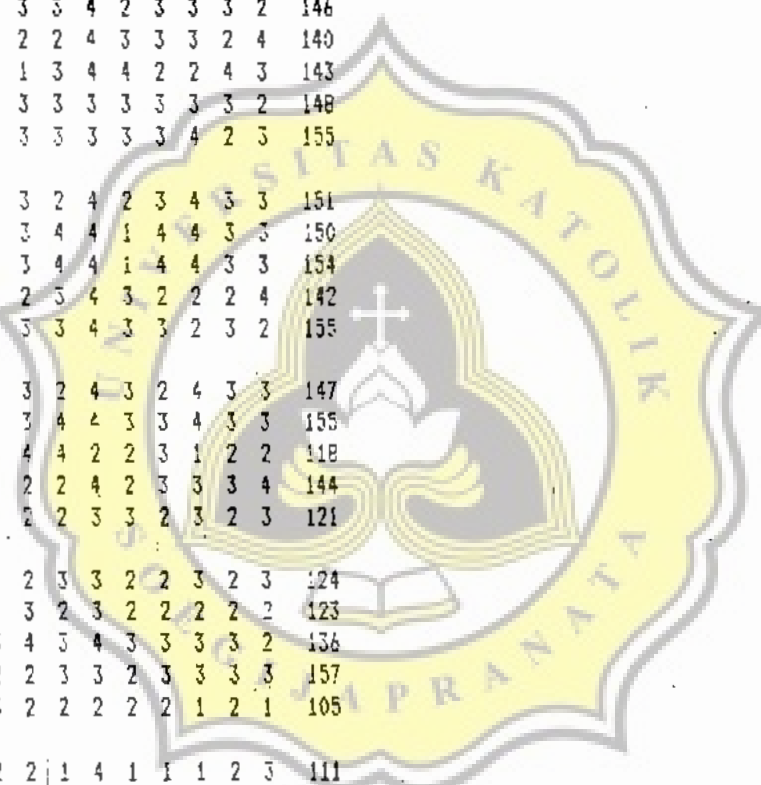 3 3 4 2 3 3 3 2 146
2 2 4 3 3 3 2 4 140
1 3 4 4 2 2 4 3 143
3 3 3 3 3 3 3 2 148
3 3 3 3 3 4 2 3 155
3 2 4 2 3 4 3 3 151
3 4 4 1 4 4 3 3 150
3 4 4 1 4 4 3 3 154
2 3 4 3 2 2 2 4 142
3 3 4 3 3 2 3 2 155
3 2 4 3 2 4 3 3 147
3 4 4 3 3 4 3 3 155
4 4 2 2 3 1 2 2 118
2 2 4 2 3 3 3 4 144
2 2 3 3 2 3 2 3 121
2 3 3 2 2 3 2 3 124
3 2 3 2 2 2 2 2 123
4 3 4 3 3 3 3 2 136
2 3 3 2 3 3 3 3 157
2 2 2 2 2 1 2 1 105
2 1 4 1 1 1 2 3 111
UNIVERSITAS KATOLIK
SOEGIJAPRANATA